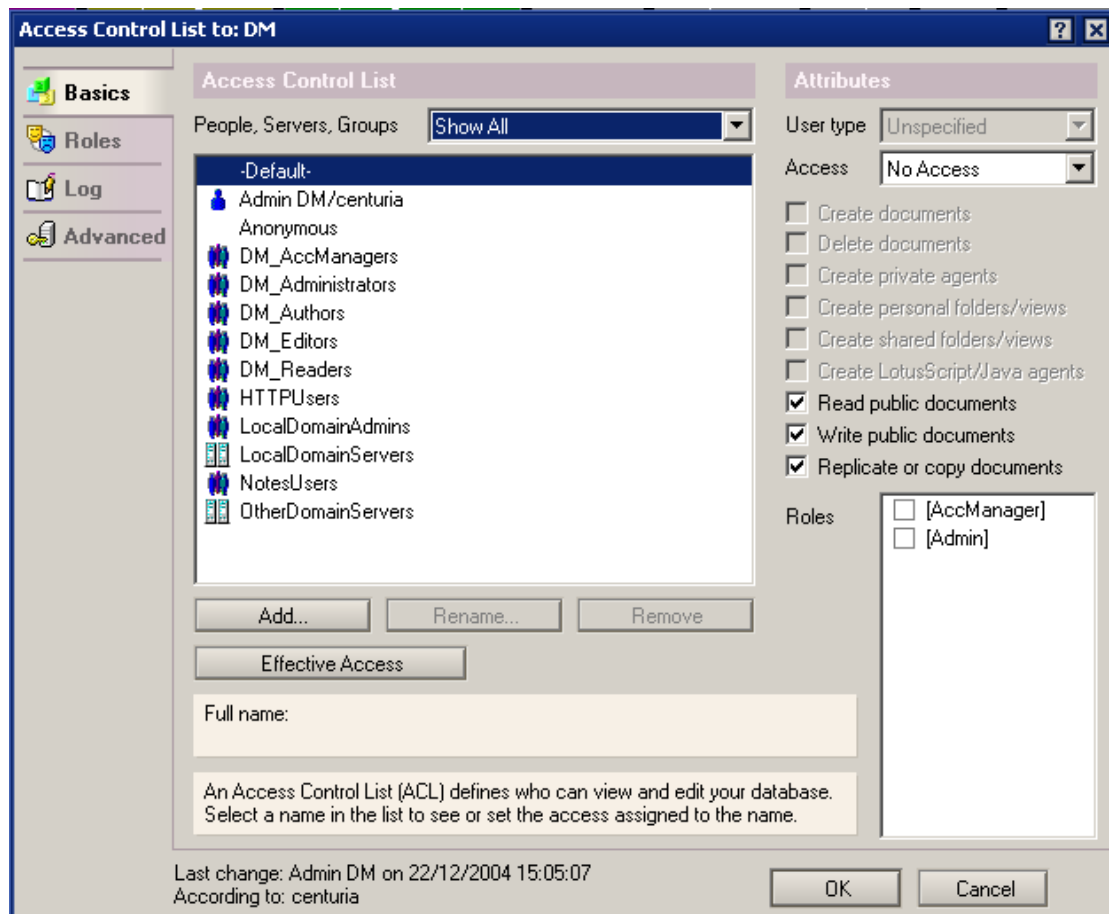 Access Control List to: DM
Basics
Roles
Log
Advanced
Access Control List
People, Servers, Groups Show All
-Default-
Admin DM/centuria
Anonymous
DM_AccManagers
DM_Administrators
DM_Authors
DM_Editors
DM_Readers
HTTPUsers
LocalDomainAdmins
LocalDomainServers
NotesUsers
OtherDomainServers
Add... Rename... Remove
Effective Access
Full name:
An Access Control List (ACL) defines who can view and edit your database.
Select a name in the list to see or set the access assigned to the name.
Attributes
User type Unspecified
Access No Access
Create documents
Delete documents
Create private agents
Create personal folders/views
Create shared folders/views
Create LotusScript/Java agents
Read public documents
Write public documents
Replicate or copy documents
Roles [AccManager]
[Admin]
Last change: Admin DM on 22/12/2004 15:05:07
According to: centuria
OK Cancel